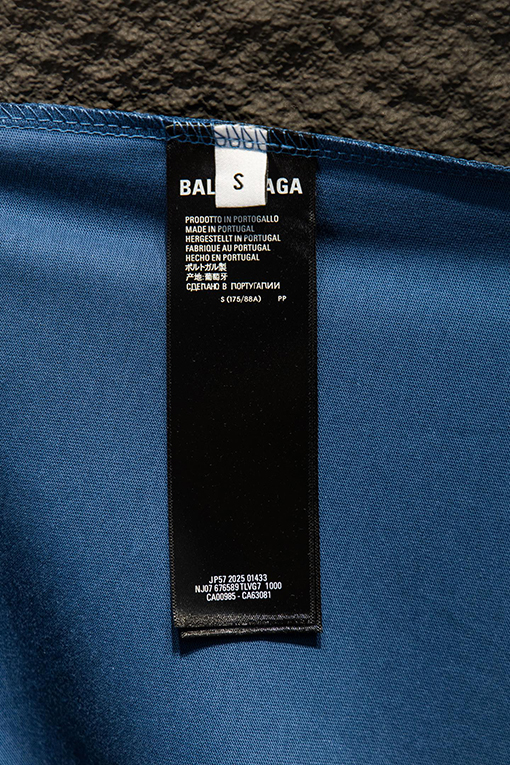 S
BAL AGA
PRODOTTO IN PORTOGALLO
MADE IN PORTUGAL
HERGESTELLT IN PORTUGAL
FABRIQUE AU PORTUGAL
HECHO EN PORTUGAL
ポルトガル製
产地:葡萄牙
СДЕЛАНО В ПОРТУГАЛИИ
S (175/88A) PP
JP57 2025 01433
NJ07 676589 TLVG7 1000
CA00985 - CA63081